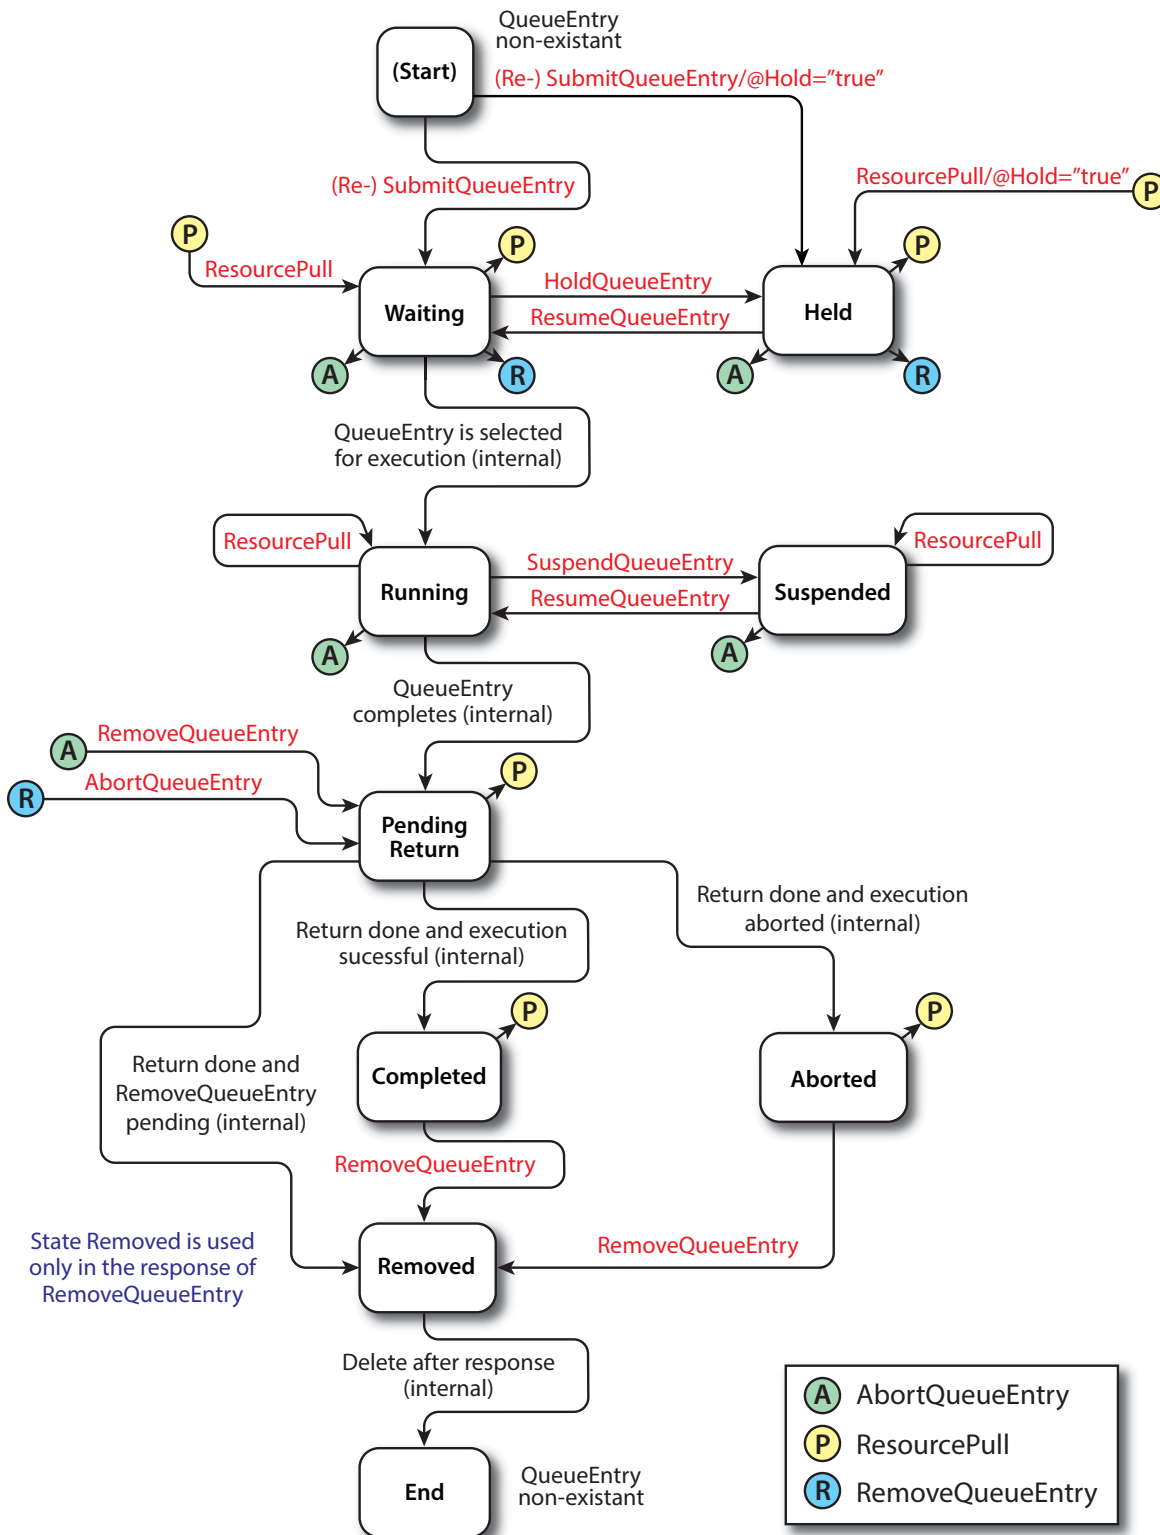 QueueEntry
non-existant
(Start)
(Re-) SubmitQueueEntry/@Hold="true"
(Re-) SubmitQueueEntry
ResourcePull/@Hold="true"
P
P
ResourcePull
P
P
Waiting
HoldQueueEntry
ResumeQueueEntry
Held
A
R
A
R
QueueEntry is selected
for execution (internal)
ResourcePull
Running
SuspendQueueEntry
ResumeQueueEntry
Suspended
ResourcePull
A
A
QueueEntry
completes (internal)
A
RemoveQueueEntry
R
AbortQueueEntry
P
Pending
Return
Return done and execution
sucessful (internal)
Return done and execution
aborted (internal)
P
P
Return done and
RemoveQueueEntry
pending (internal)
Completed
Aborted
RemoveQueueEntry
State Removed is used
only in the response of
RemoveQueueEntry
Removed
RemoveQueueEntry
Delete after response
(internal)
End
QueueEntry
non-existant
A AbortQueueEntry
P ResourcePull
R RemoveQueueEntry